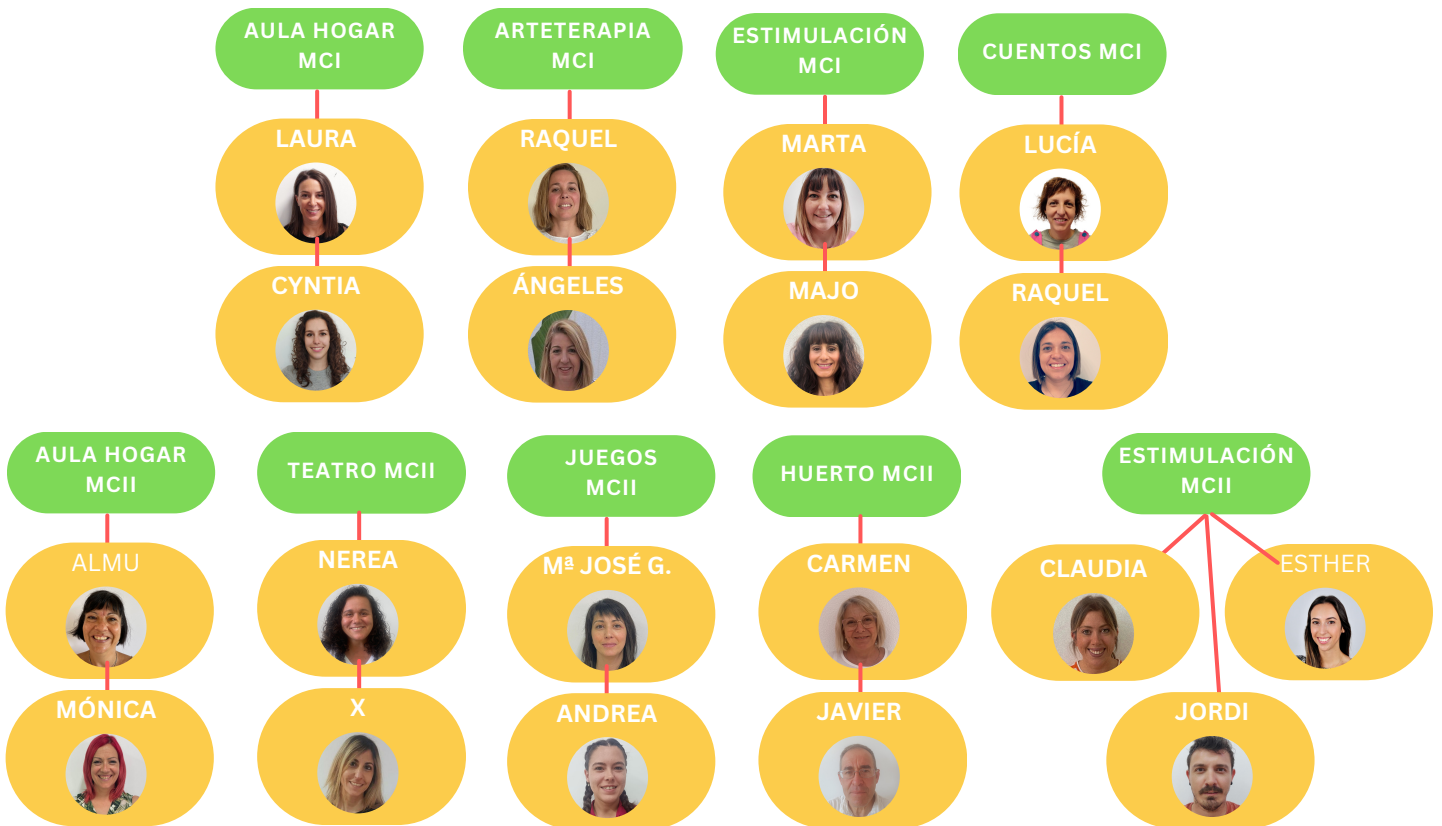 AULA HOGAR
MCI
ARTETERAPIA
MCI
ESTIMULACIÓN
MCI
CUENTOS MCI
LAURA
RAQUEL
MARTA
LUCÍA
CYNTIA
ÁNGELES
MAJO
RAQUEL
AULA HOGAR
MCII
TEATRO MCII
JUEGOS
MCII
HUERTO MCII
ESTIMULACIÓN
MCII
ALMU
NEREA
Mª JOSÉ G.
CARMEN
CLAUDIA
ESTHER
MÓNICA
X
ANDREA
JAVIER
JORDI